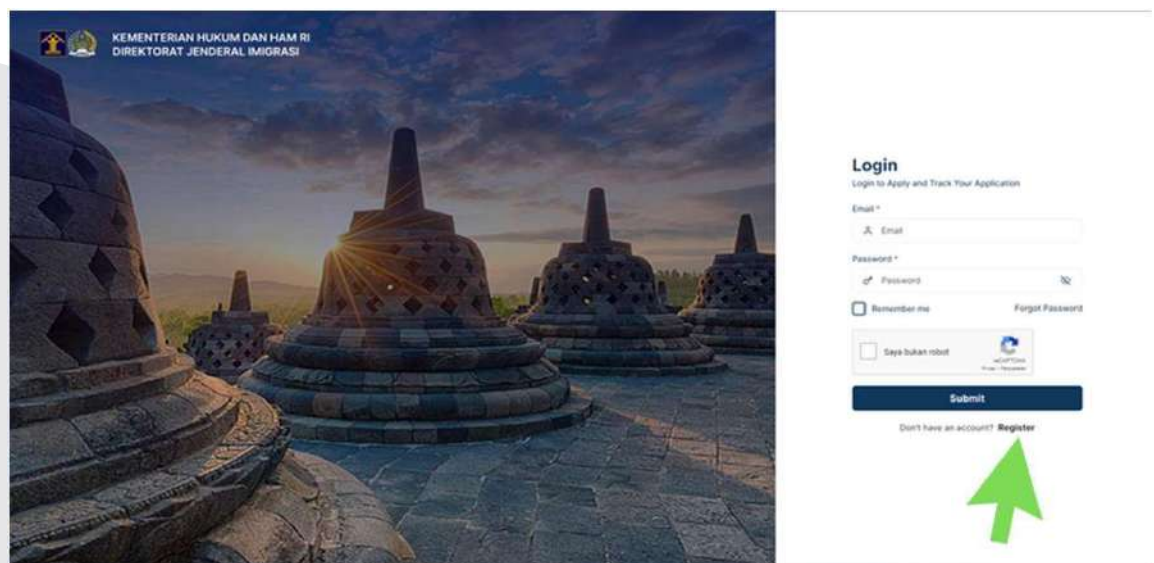 KEMENTERIAN HUKUM DAN HAM RI
DIREKTORAT JENDERAL IMIGRASI
Login
Login to Apply and Track Your Application
Email *
Email
Password *
Password
Remember me
Forgot Password
Saya bukan robot
reCAPTCHA
Submit
Don't have an account? Register